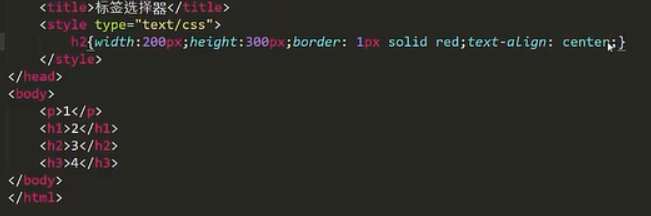 <title>标签选择器</title>
<style type="text/css">
h2{width:200px;height:300px;border: 1px solid red;text-align: center;}
</style>
</head>
<body>
<p>1</p>
<h1>2</h1>
<h2>3</h2>
<h3>4</h3>
</body>
</html>